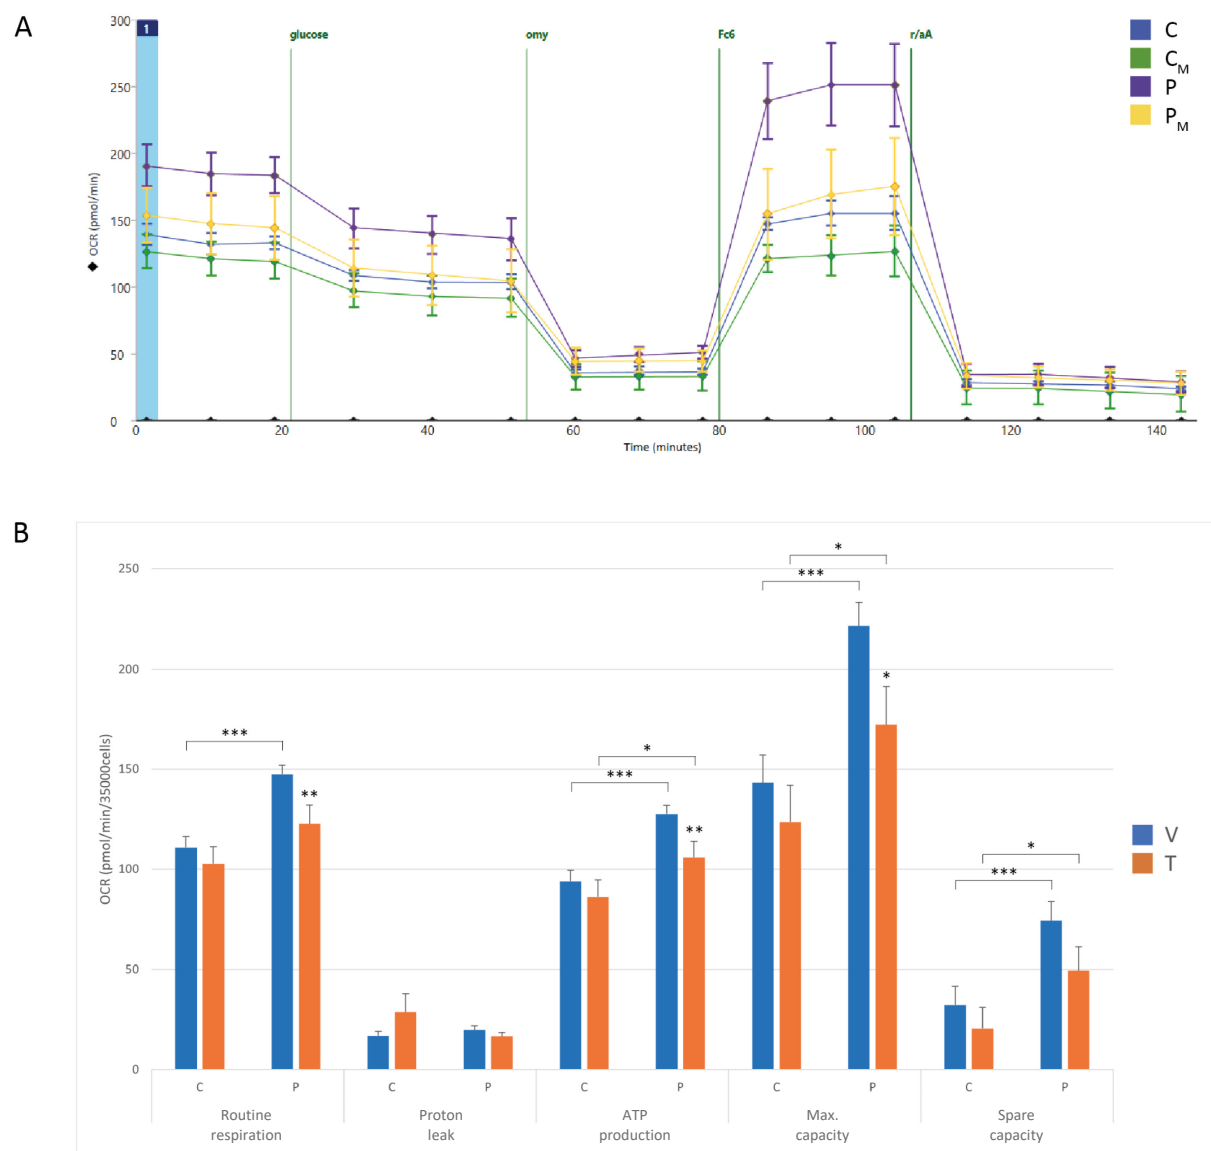 A
1
glucose
omy
Fc6
r/aA
300
250
200
150
100
50
0
◆ OCR (pmol/min)
0 20 40 60 80 100 120 140
Time (minutes)
C
C_M
P
P_M
B
250
200
150
100
50
0
OCR (pmol/min/35000cells)
***
**
***
*
**
***
*
*
***
*
C P C P C P C P C P
Routine respiration
Proton leak
ATP production
Max. capacity
Spare capacity
V
T